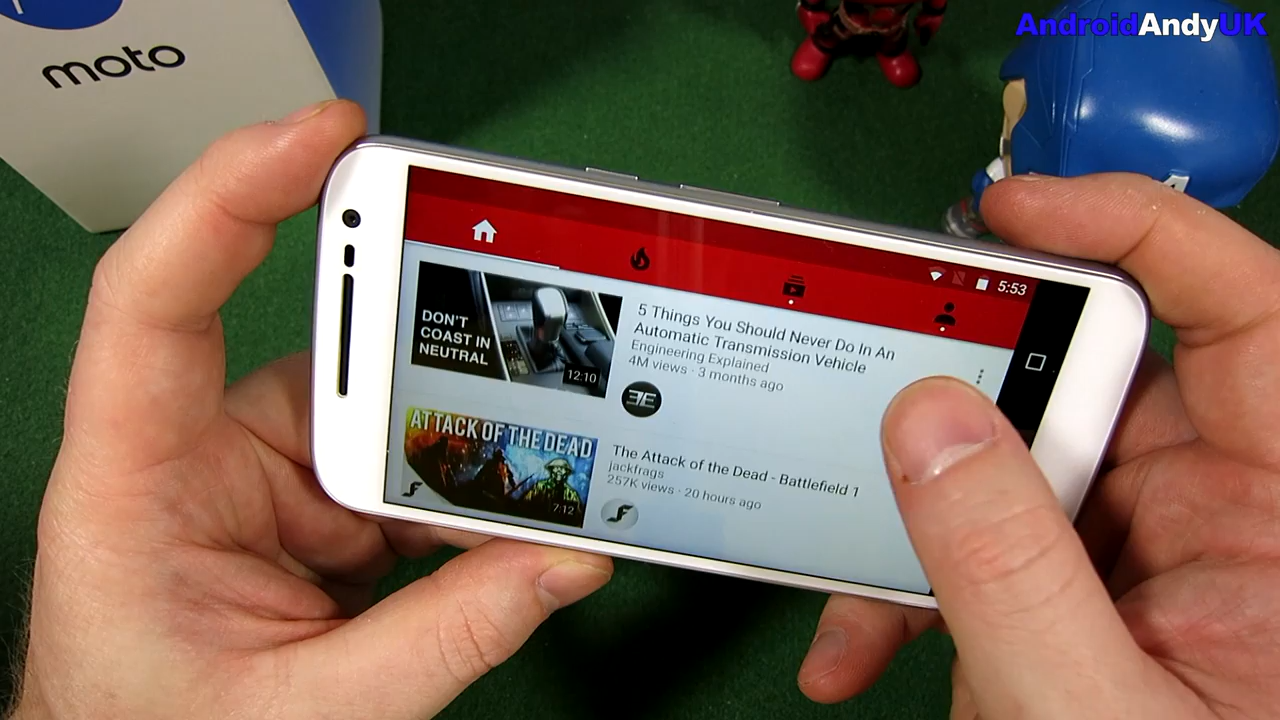 AndroidAndyUK
moto
5:53
DON'T
COAST IN
NEUTRAL
12:10
5 Things You Should Never Do In An
Automatic Transmission Vehicle
Engineering Explained
4M views · 3 months ago
ATTACK OF THE DEAD
7:12
The Attack of the Dead - Battlefield 1
jackfrags
257K views · 20 hours ago